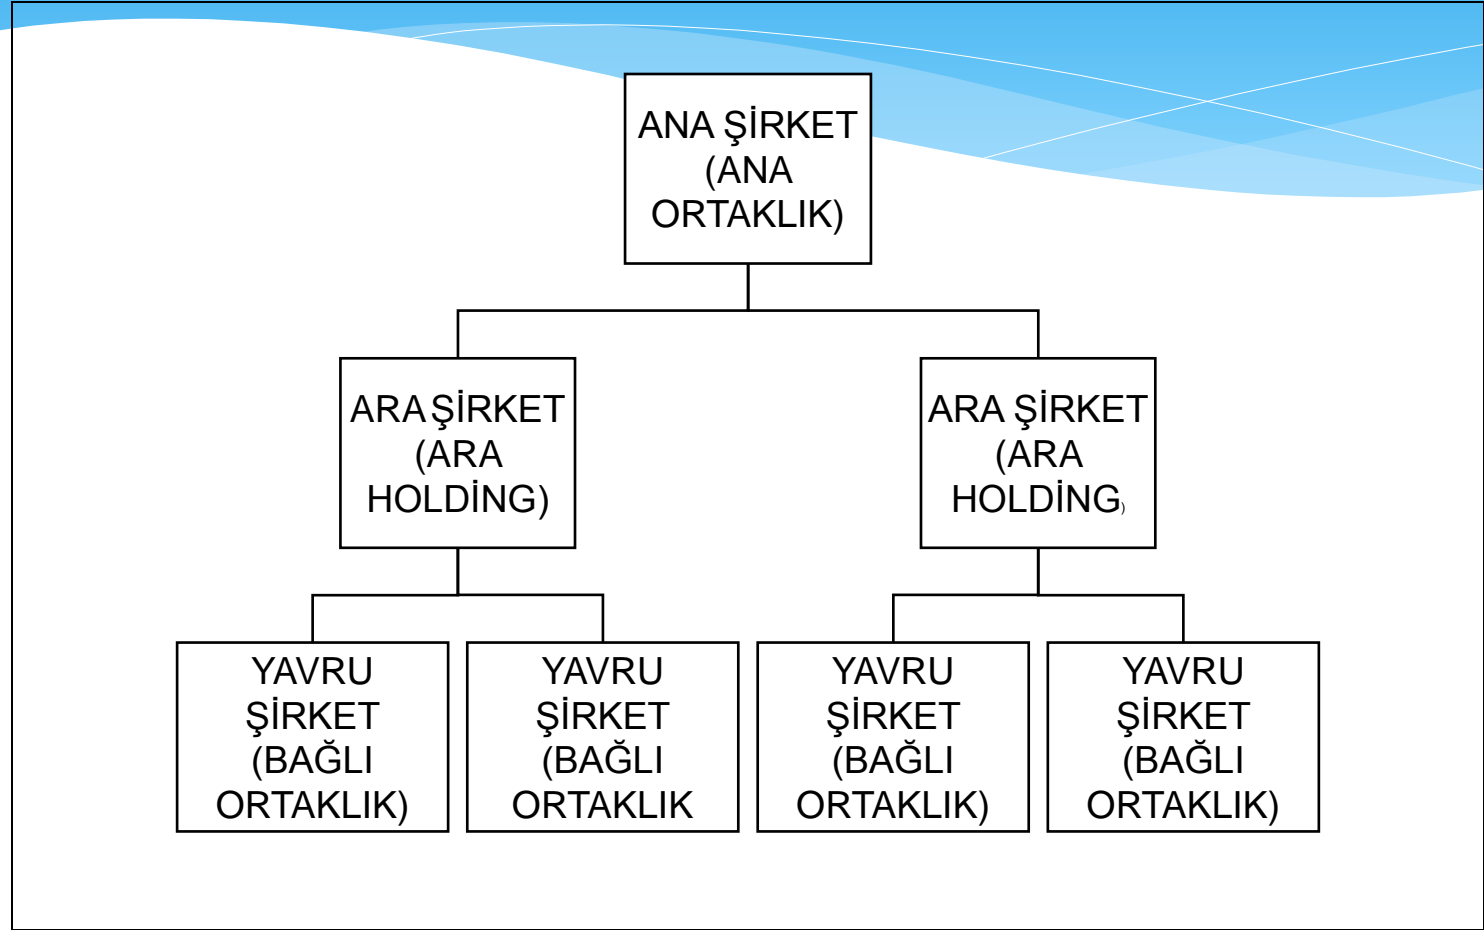 ANA ŞİRKET
(ANA
ORTAKLIK)
ARA ŞİRKET
(ARA
HOLDİNG)
ARA ŞİRKET
(ARA
HOLDİNG)
YAVRU
ŞİRKET
(BAĞLI
ORTAKLIK)
YAVRU
ŞİRKET
(BAĞLI
ORTAKLIK
YAVRU
ŞİRKET
(BAĞLI
ORTAKLIK)
YAVRU
ŞİRKET
(BAĞLI
ORTAKLIK)